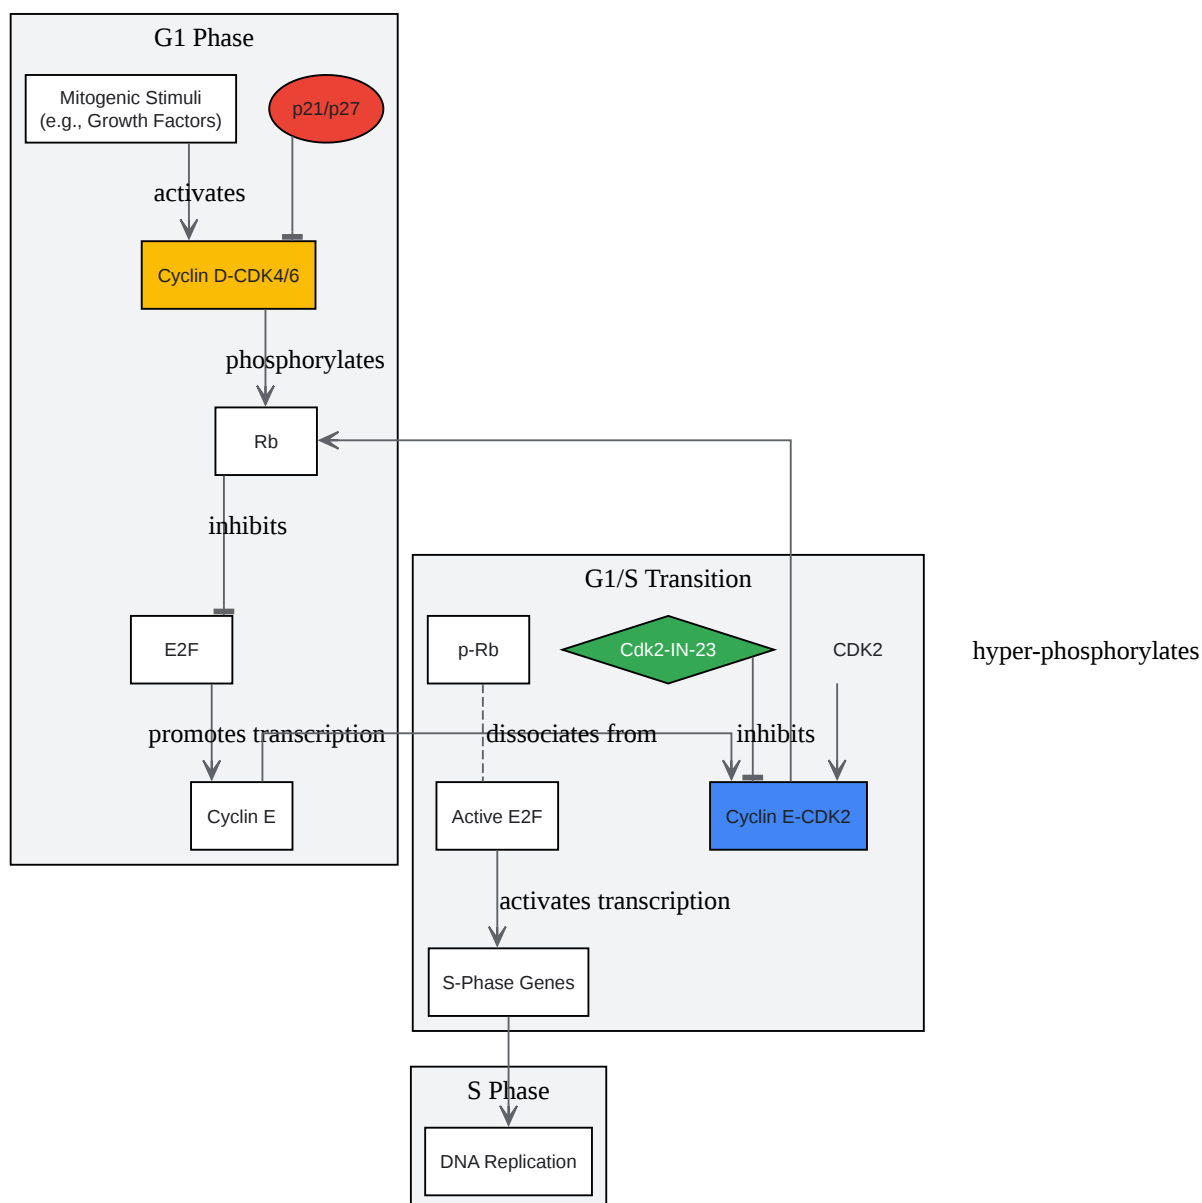 G1 Phase
Mitogenic Stimuli
(e.g., Growth Factors)
p21/p27
activates
Cyclin D-CDK4/6
phosphorylates
Rb
inhibits
G1/S Transition
E2F
p-Rb
Cdk2-IN-23
CDK2
hyper-phosphorylates
promotes transcription
dissociates from
inhibits
Cyclin E
Active E2F
Cyclin E-CDK2
activates transcription
S-Phase Genes
S Phase
DNA Replication